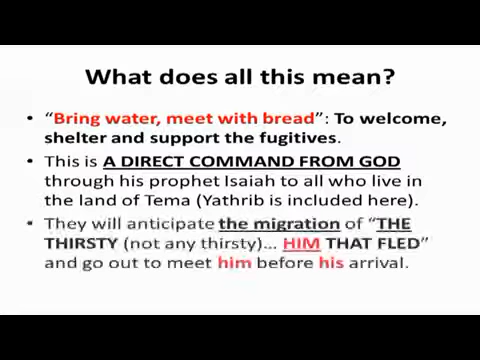 What does all this mean?
• “Bring water, meet with bread”: To welcome,
shelter and support the fugitives.
• This is A DIRECT COMMAND FROM GOD
through his prophet Isaiah to all who live in
the land of Tema (Yathrib is included here).
• They will anticipate the migration of “THE
THIRSTY (not any thirsty)... HIM THAT FLED”
and go out to meet him before his arrival.